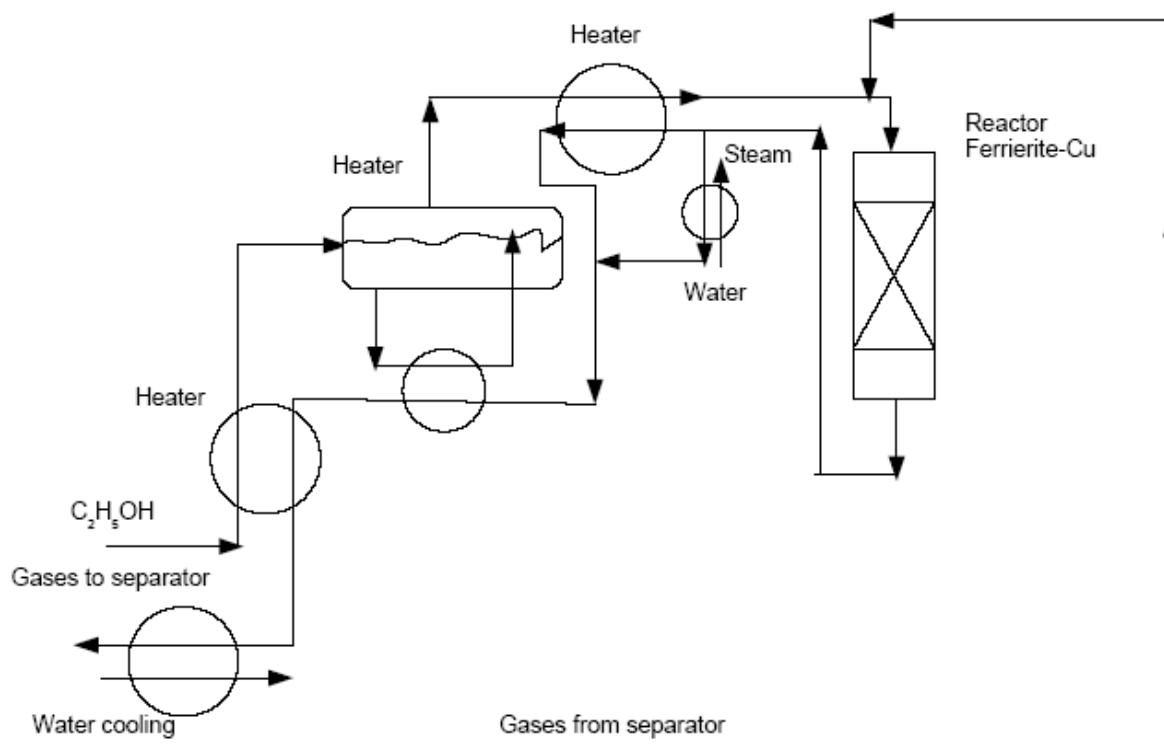 Heater
Reactor
Ferrierite-Cu
Heater
Steam
Water
Heater
C₂H₅OH
Gases to separator
Water cooling
Gases from separator